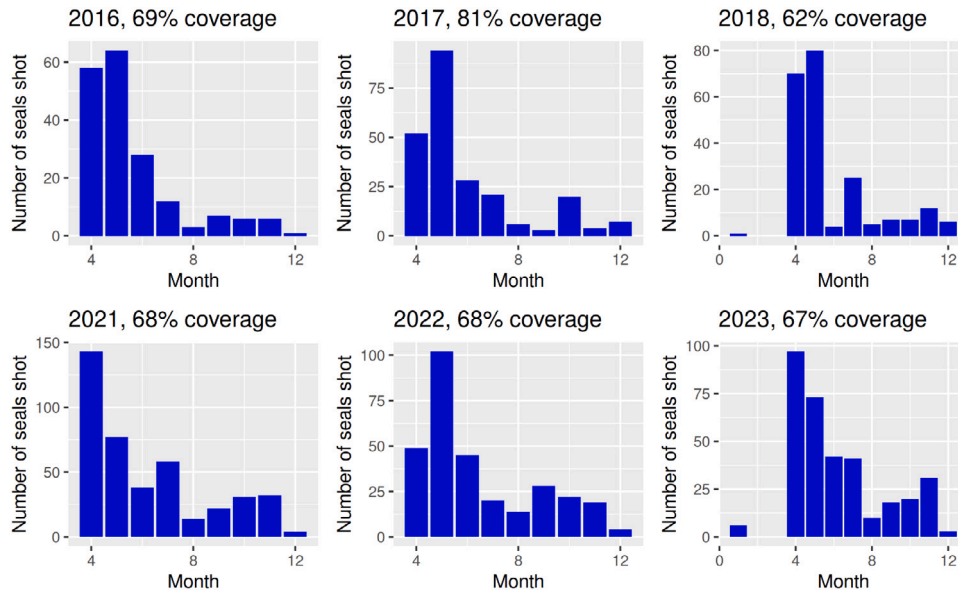 2016, 69% coverage
Number of seals shot
60
40
20
0
4
8
12
Month
2017, 81% coverage
Number of seals shot
75
50
25
0
4
8
12
Month
2018, 62% coverage
Number of seals shot
80
60
40
20
0
0
4
8
12
Month
2021, 68% coverage
Number of seals shot
150
100
50
0
4
8
12
Month
2022, 68% coverage
Number of seals shot
100
75
50
25
0
4
8
12
Month
2023, 67% coverage
Number of seals shot
100
75
50
25
0
0
4
8
12
Month